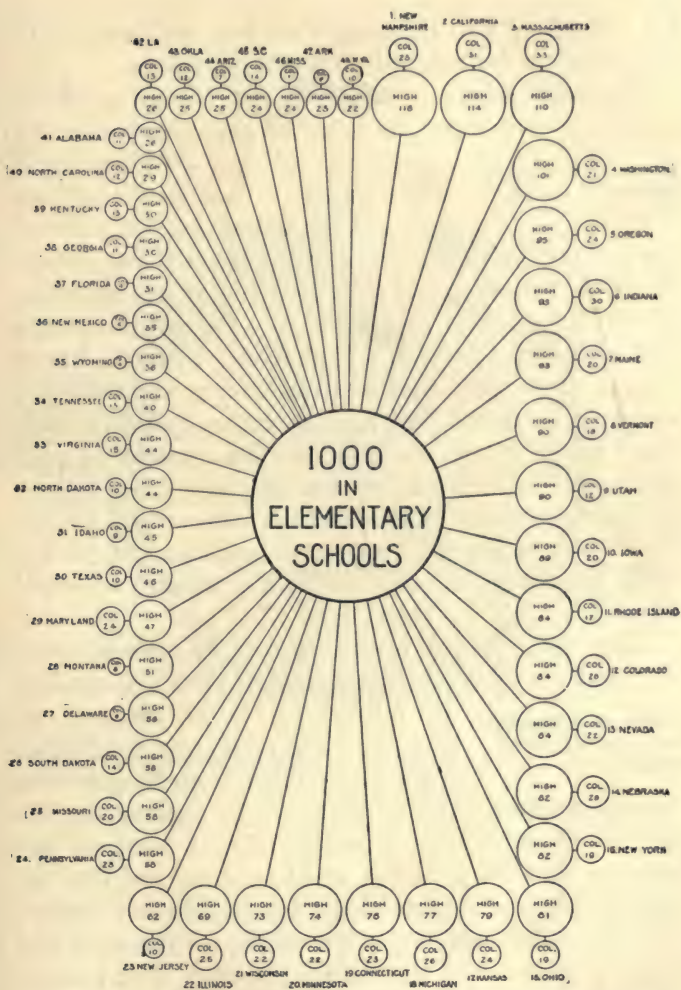 1. NEW HAMPSHIRE
2. CALIFORNIA
3. MASSACHUSETTS
42 LA
43 OKLA
44 ARIZ
45 S.C
46 MISS
COL 13
COL 12
COL 7
COL 14
COL 10
COL 25
COL 31
COL 33
HIGH 26
HIGH 25
HIGH 25
HIGH 24
HIGH 24
HIGH 23
HIGH 22
HIGH 118
HIGH 114
HIGH 110
41 ALABAMA COL 11 HIGH 28
40 NORTH CAROLINA COL 12 HIGH 29
39 KENTUCKY COL 13 HIGH 30
38 GEORGIA COL 11 HIGH 30
37 FLORIDA COL HIGH 31
36 NEW MEXICO COL HIGH 35
35 WYOMING COL HIGH 38
34 TENNESSEE COL 13 HIGH 40
33 VIRGINIA COL 15 HIGH 44
32 NORTH DAKOTA COL 10 HIGH 44
31 IDAHO COL 9 HIGH 45
30 TEXAS COL 10 HIGH 46
29 MARYLAND COL 24 HIGH 47
28 MONTANA COL HIGH 51
27 DELAWARE COL HIGH 56
26 SOUTH DAKOTA COL 14 HIGH 58
25 MISSOURI COL 20 HIGH 58
24. PENNSYLVANIA COL 23 HIGH 58
1000
IN
ELEMENTARY
SCHOOLS
HIGH 101 COL 21 4 WASHINGTON
HIGH 95 COL 24 5 OREGON
HIGH 93 COL 30 6 INDIANA
HIGH 93 COL 20 7 MAINE
HIGH 90 COL 18 8 VERMONT
HIGH 90 COL 12 9 UTAH
HIGH 89 COL 20 10. IOWA
HIGH 84 COL 17 11. RHODE ISLAND
HIGH 84 COL 26 12 COLORADO
HIGH 84 COL 22 13 NEVADA
HIGH 82 COL 28 14 NEBRASKA
HIGH 82 COL 19 15. NEW YORK
HIGH 62
HIGH 69
HIGH 73
HIGH 74
HIGH 76
HIGH 77
HIGH 79
HIGH 81
COL 10
COL 25
COL 22
COL 22
COL 23
COL 26
COL 24
COL. 19
23 NEW JERSEY
22 ILLINOIS
21 WISCONSIN
20. MINNESOTA
19 CONNECTICUT
18 MICHIGAN
17. KANSAS
16. OHIO